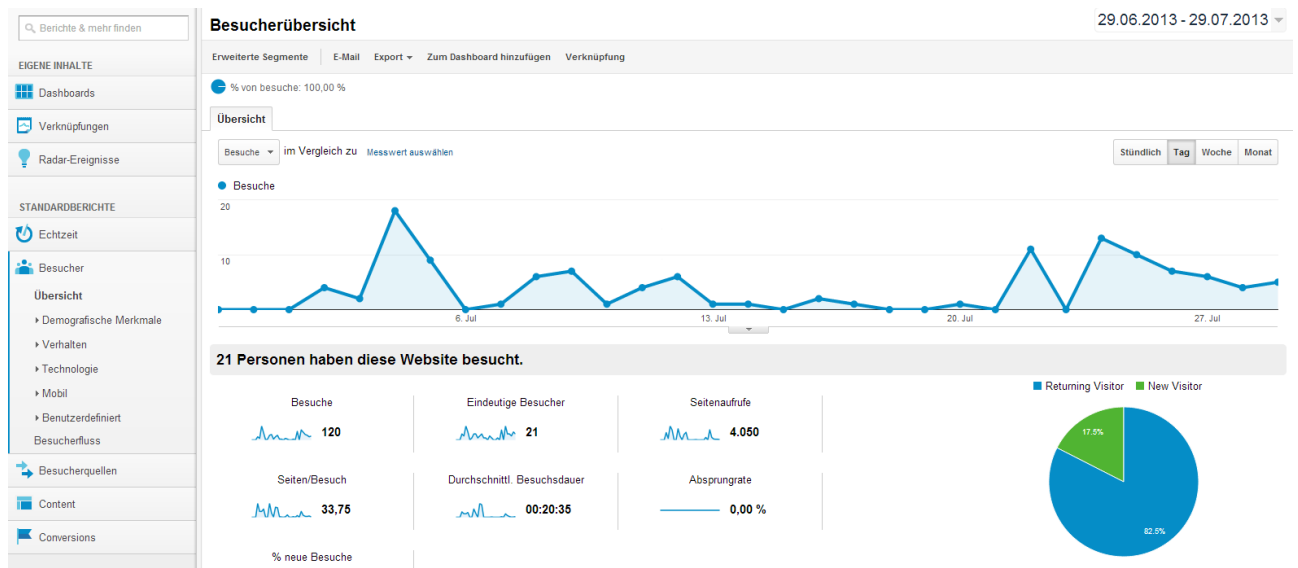 Berichte & mehr finden
EIGENE INHALTE
Dashboards
Verknüpfungen
Radar-Ereignisse
STANDARDBERICHTE
Echtzeit
Besucher
Übersicht
Demografische Merkmale
Verhalten
Technologie
Mobil
Benutzerdefiniert
Besucherfluss
Besucherquellen
Content
Conversions
Besucherübersicht
29.06.2013 - 29.07.2013
Erweiterte Segmente E-Mail Export Zum Dashboard hinzufügen Verknüpfung
% von besuche: 100,00 %
Übersicht
Besuche im Vergleich zu Messwert auswählen
Stündlich Tag Woche Monat
Besuche
20
10
6. Jul 13. Jul 20. Jul 27. Jul
21 Personen haben diese Website besucht.
Besuche
120
Eindeutige Besucher
21
Seitenaufrufe
4.050
Seiten/Besuch
33,75
Durchschnittl. Besuchsdauer
00:20:35
Absprungrate
0,00 %
% neue Besuche
Returning Visitor New Visitor
17.5%
82.5%